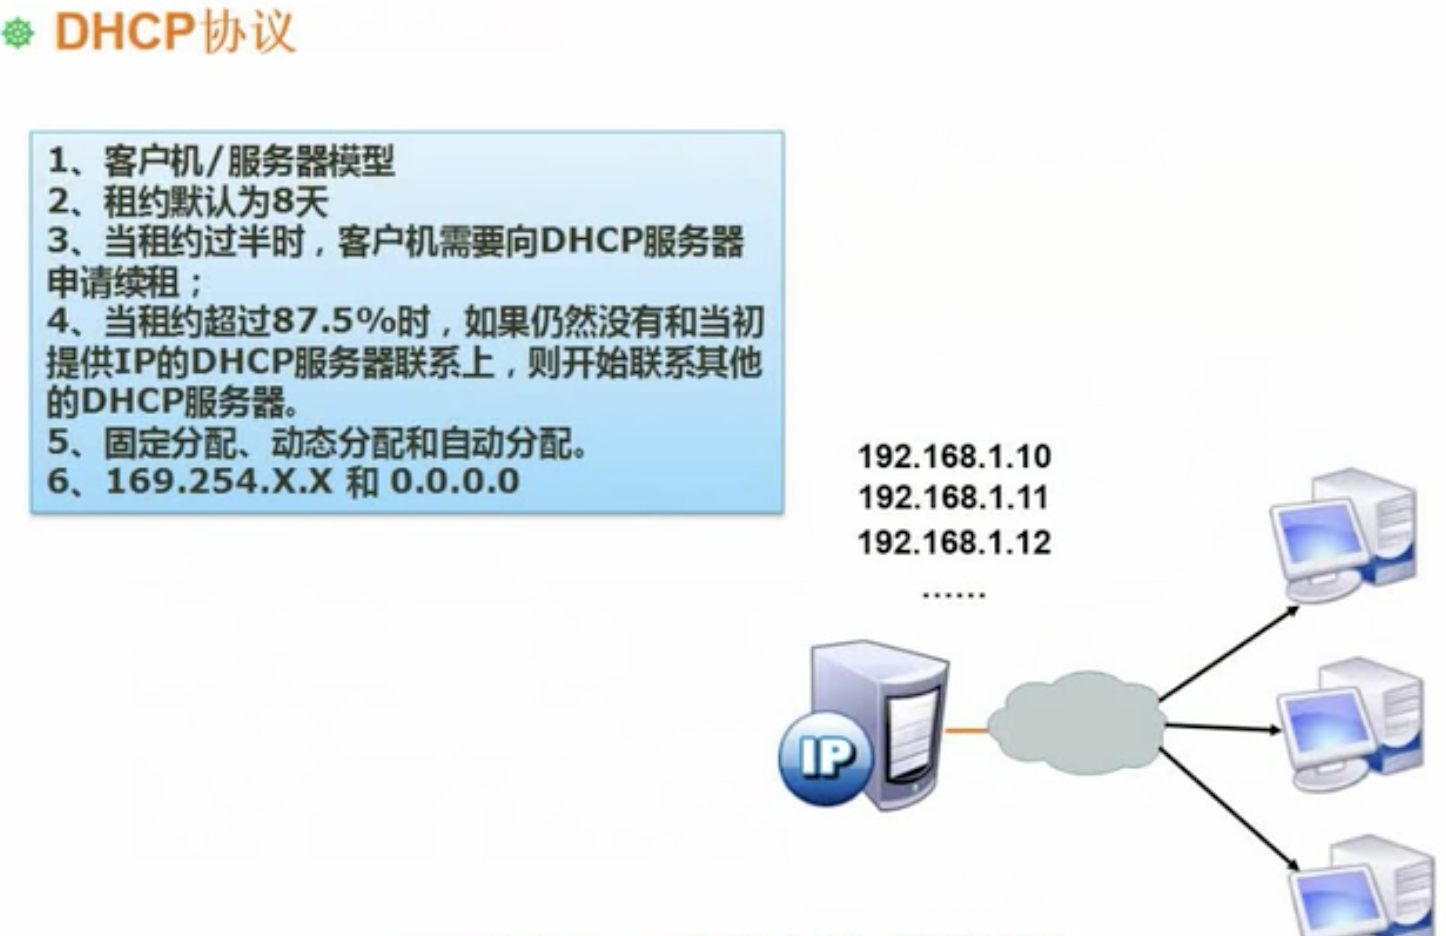 DHCP协议
1、客户机/服务器模型
2、租约默认为8天
3、当租约过半时，客户机需要向DHCP服务器
申请续租；
4、当租约超过87.5%时，如果仍然没有和当初
提供IP的DHCP服务器联系上，则开始联系其他
的DHCP服务器。
5、固定分配、动态分配和自动分配。
6、169.254.X.X 和 0.0.0.0
192.168.1.10
192.168.1.11
192.168.1.12
......
IP